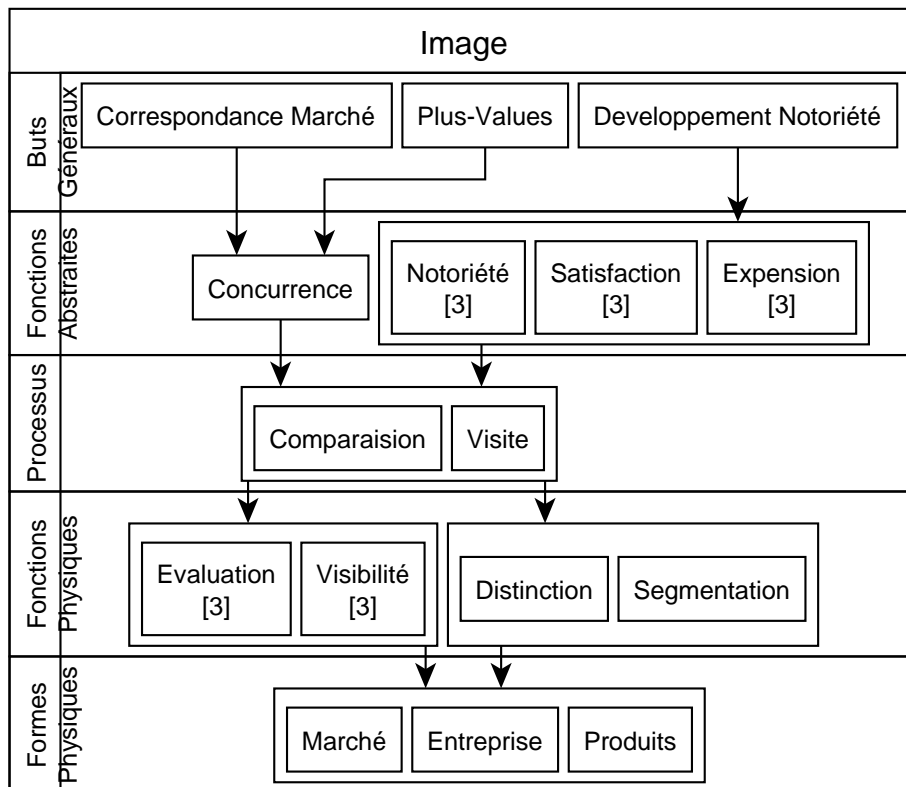 Image
Buts
Généraux
Correspondance Marché
Plus-Values
Developpement Notoriété
Fonctions
Abstraites
Concurrence
Notoriété
[3]
Satisfaction
[3]
Expension
[3]
Processus
Comparaision
Visite
Fonctions
Physiques
Evaluation
[3]
Visibilité
[3]
Distinction
Segmentation
Formes
Physiques
Marché
Entreprise
Produits